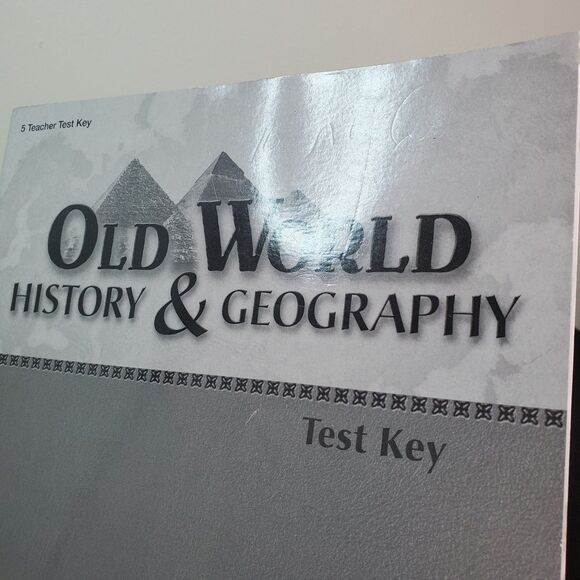 5 Teacher Test Key
OLD WORLD
HISTORY & GEOGRAPHY
Test Key